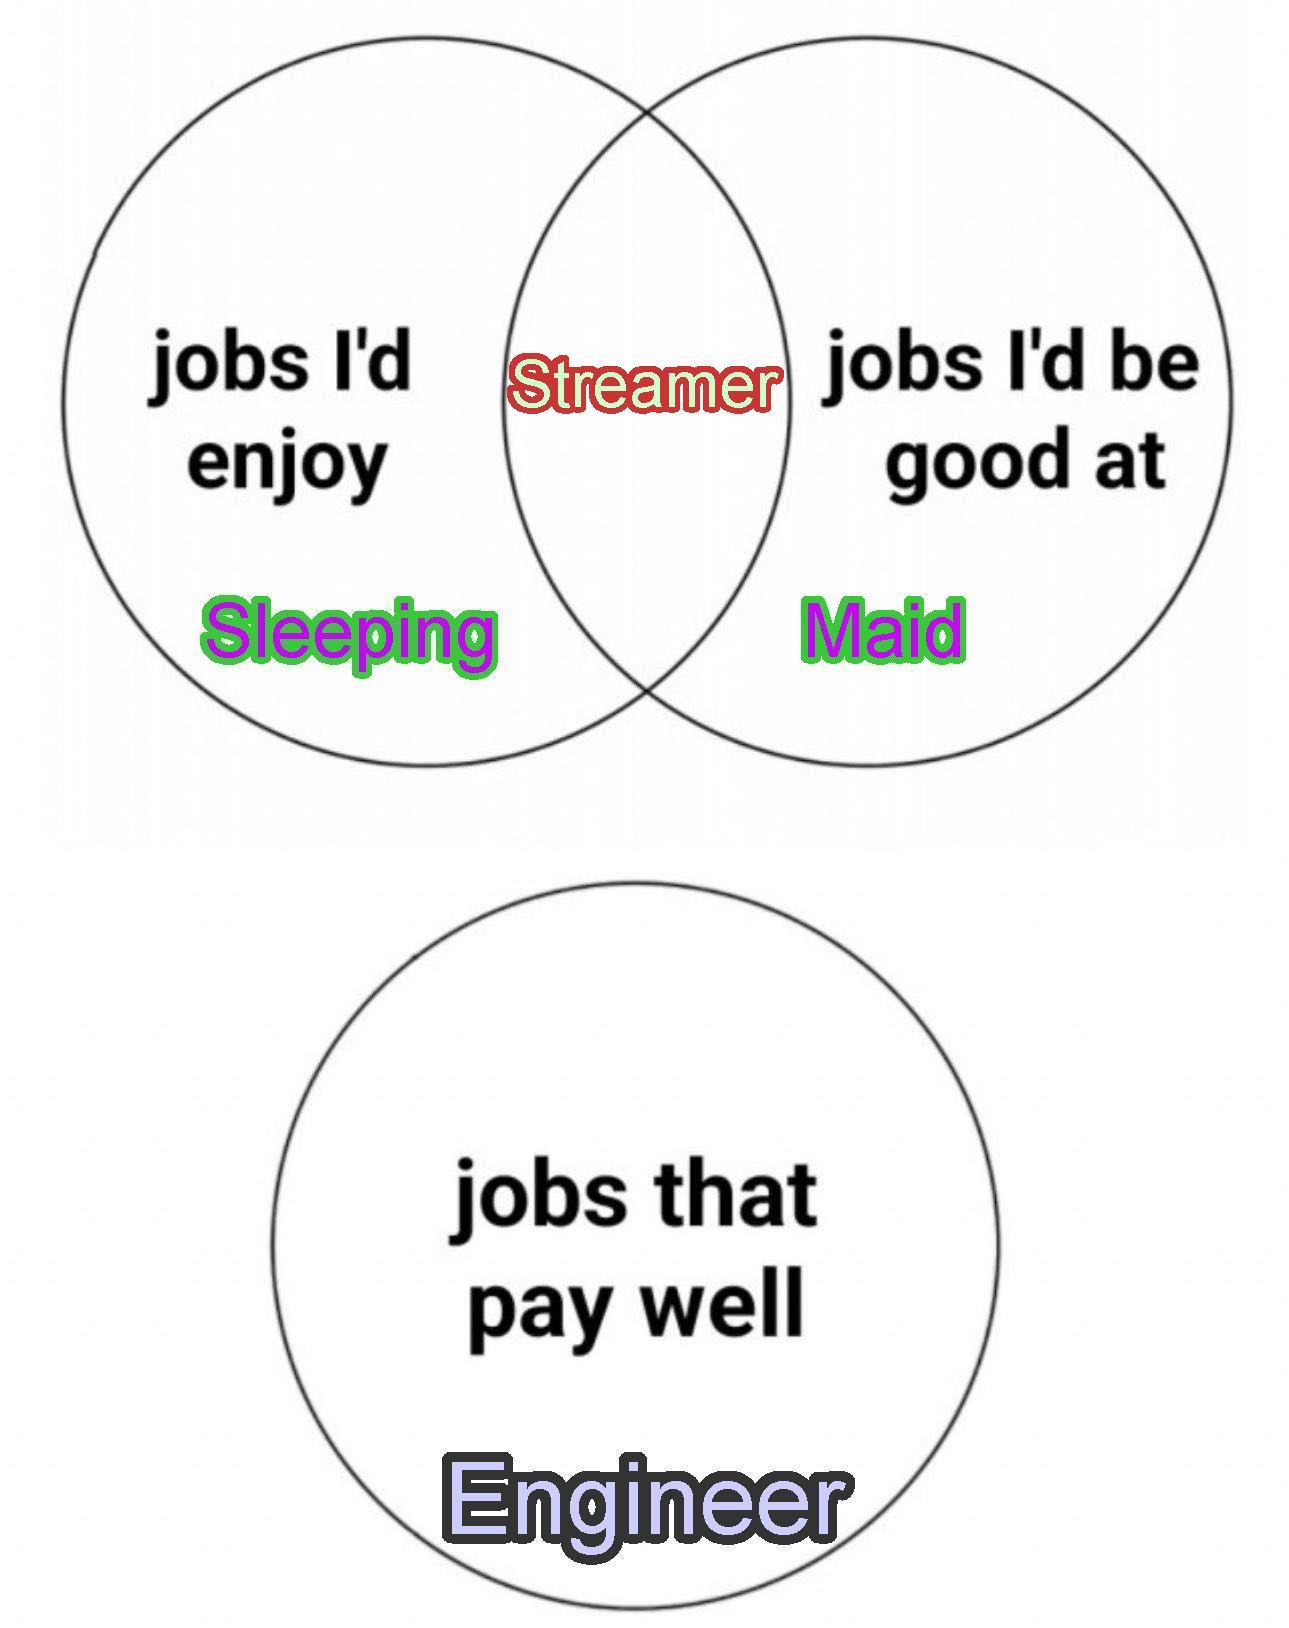 jobs I'd
enjoy
Streamer
jobs I'd be
good at
Sleeping
Maid
jobs that
pay well
Engineer